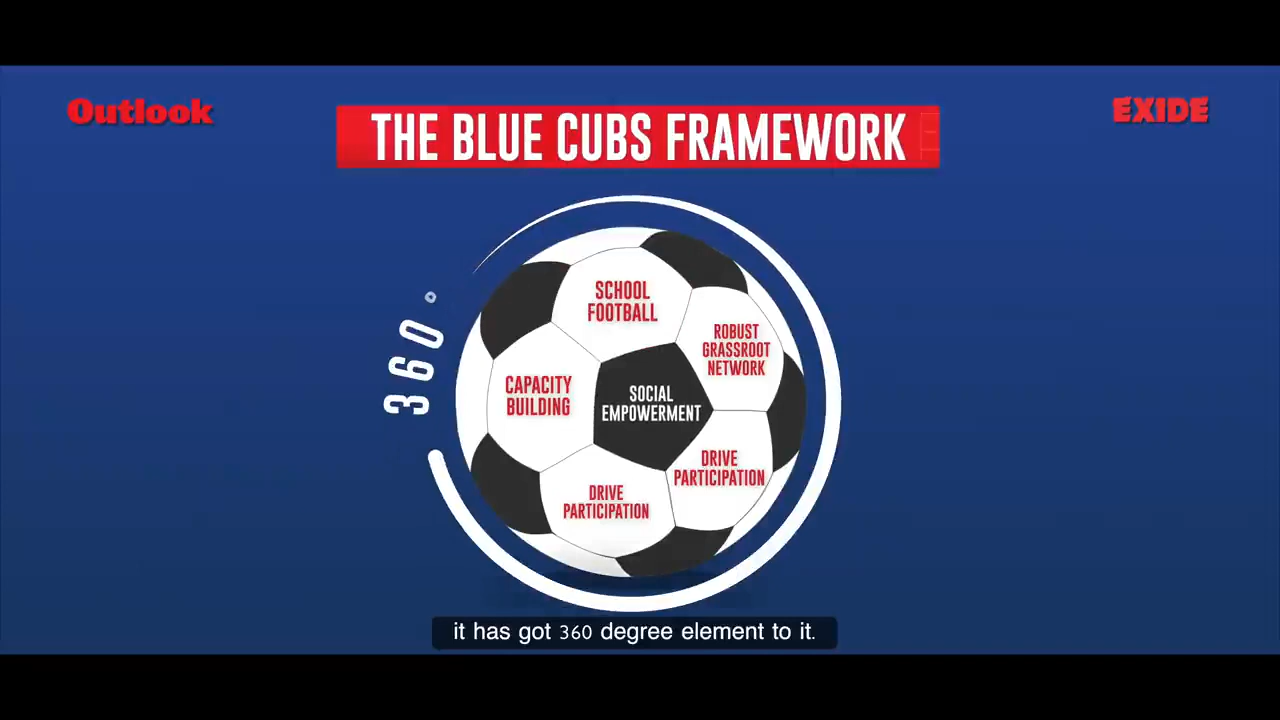 Outlook
EXIDE
THE BLUE CUBS FRAMEWORK
360°
SCHOOL
FOOTBALL
ROBUST
GRASSROOT
NETWORK
CAPACITY
BUILDING
SOCIAL
EMPOWERMENT
DRIVE
PARTICIPATION
DRIVE
PARTICIPATION
it has got 360 degree element to it.